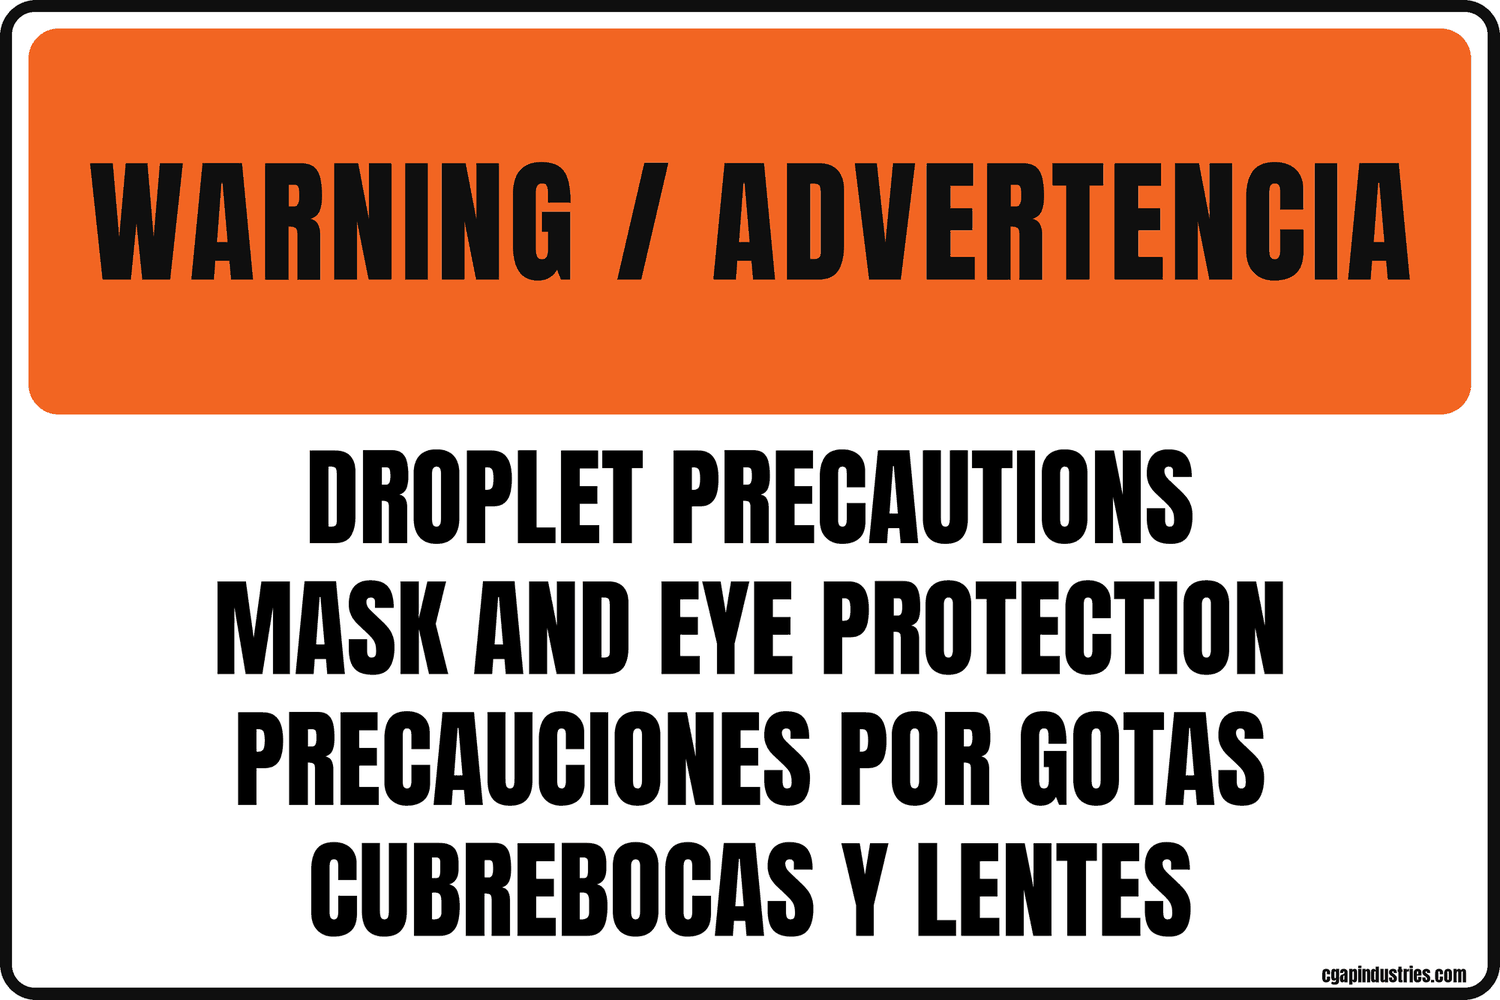 WARNING / ADVERTENCIA
DROPLET PRECAUTIONS
MASK AND EYE PROTECTION
PRECAUCIONES POR GOTAS
CUBREBOCAS Y LENTES
cgapindustries.com